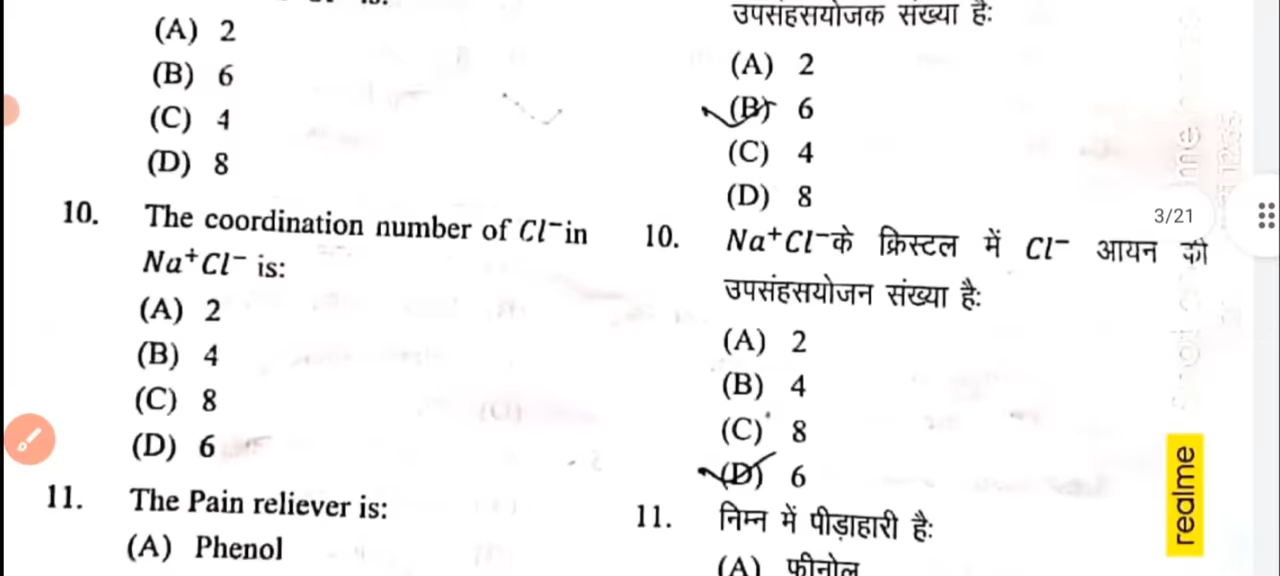 (A) 2
(B) 6
(C) 4
(D) 8
10. The coordination number of Cl⁻ in
Na⁺Cl⁻ is:
(A) 2
(B) 4
(C) 8
(D) 6
11. The Pain reliever is:
(A) Phenol
उपसंहसयोजक संख्या है:
(A) 2
(B) 6
(C) 4
(D) 8
10. Na⁺Cl⁻ के क्रिस्टल में Cl⁻ आयन की
उपसंहसयोजन संख्या है:
(A) 2
(B) 4
(C) 8
(D) 6
11. निम्न में पीड़ाहारी है:
(A) फीनोल
3/21
realme